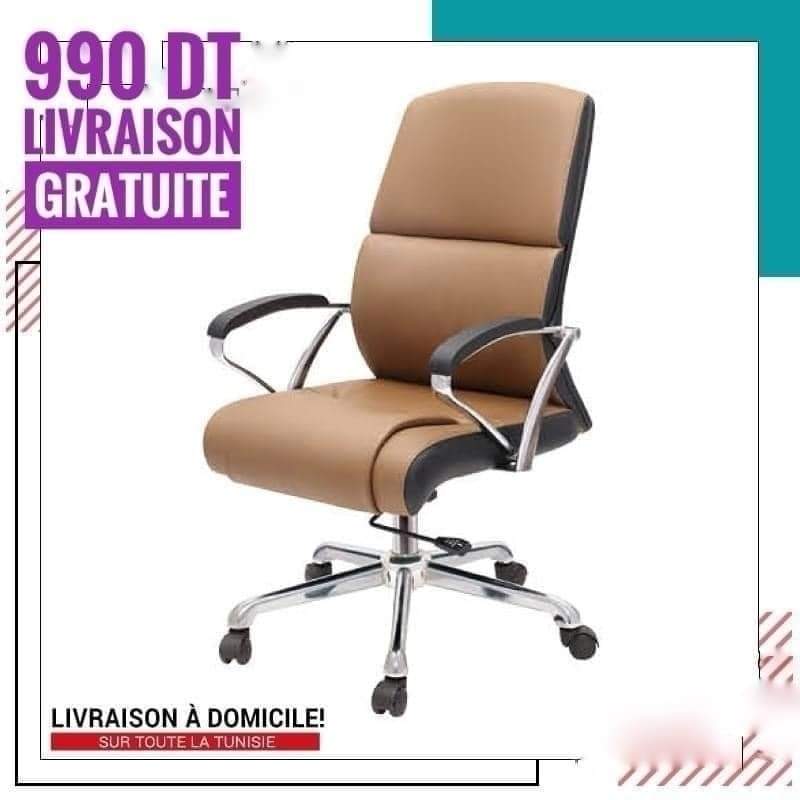 990 DT
LIVRAISON
GRATUITE
LIVRAISON À DOMICILE!
SUR TOUTE LA TUNISIE